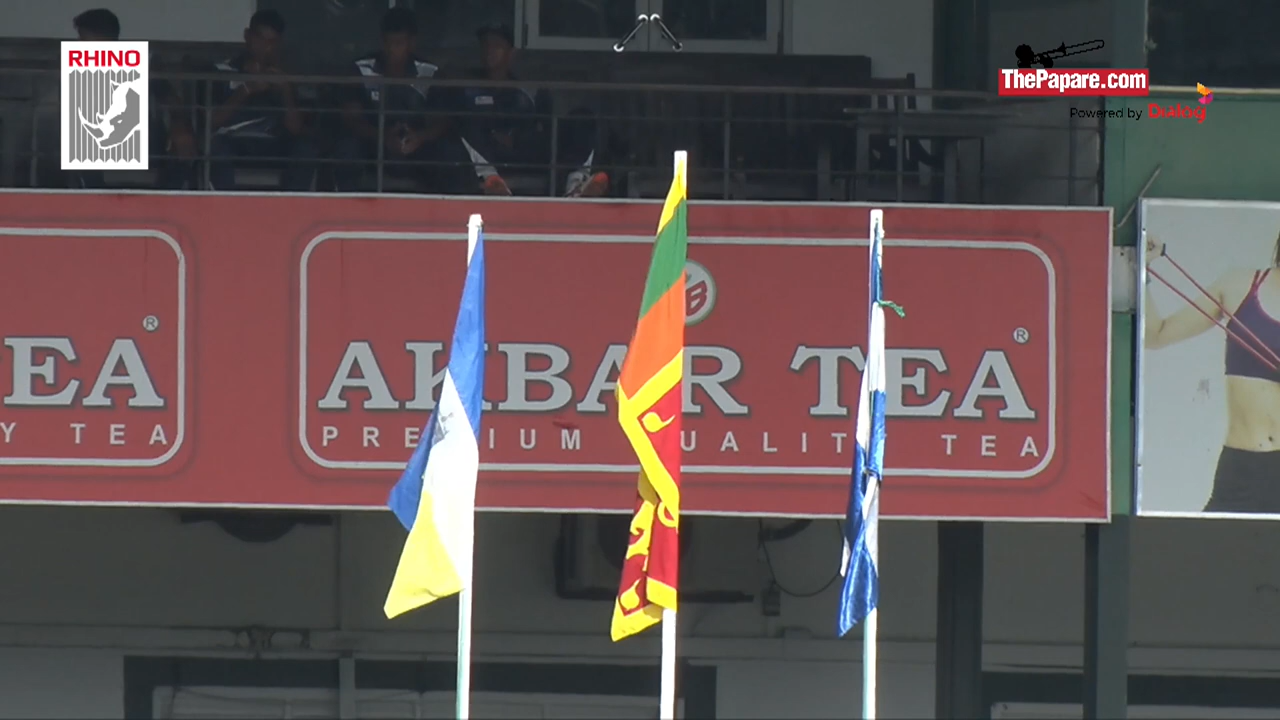 RHINO
ThePapare.com
Powered by Dialog
EA ®
Y TEA
AKBAR TEA ®
PREMIUM QUALITY TEA
B